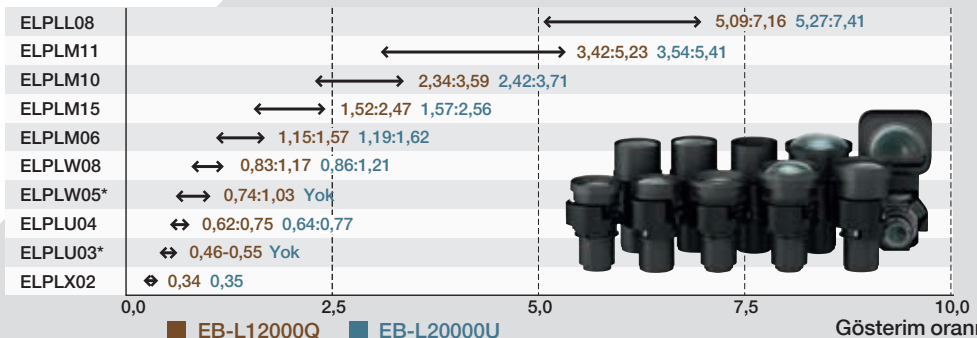 ELPLL08 5,09:7,16 5,27:7,41
ELPLM11 3,42:5,23 3,54:5,41
ELPLM10 2,34:3,59 2,42:3,71
ELPLM15 1,52:2,47 1,57:2,56
ELPLM06 1,15:1,57 1,19:1,62
ELPLW08 0,83:1,17 0,86:1,21
ELPLW05* 0,74:1,03 Yok
ELPLU04 0,62:0,75 0,64:0,77
ELPLU03* 0,46-0,55 Yok
ELPLX02 0,34 0,35
0,0 2,5 5,0 7,5 10,0
EB-L12000Q EB-L20000U Gösterim oranı